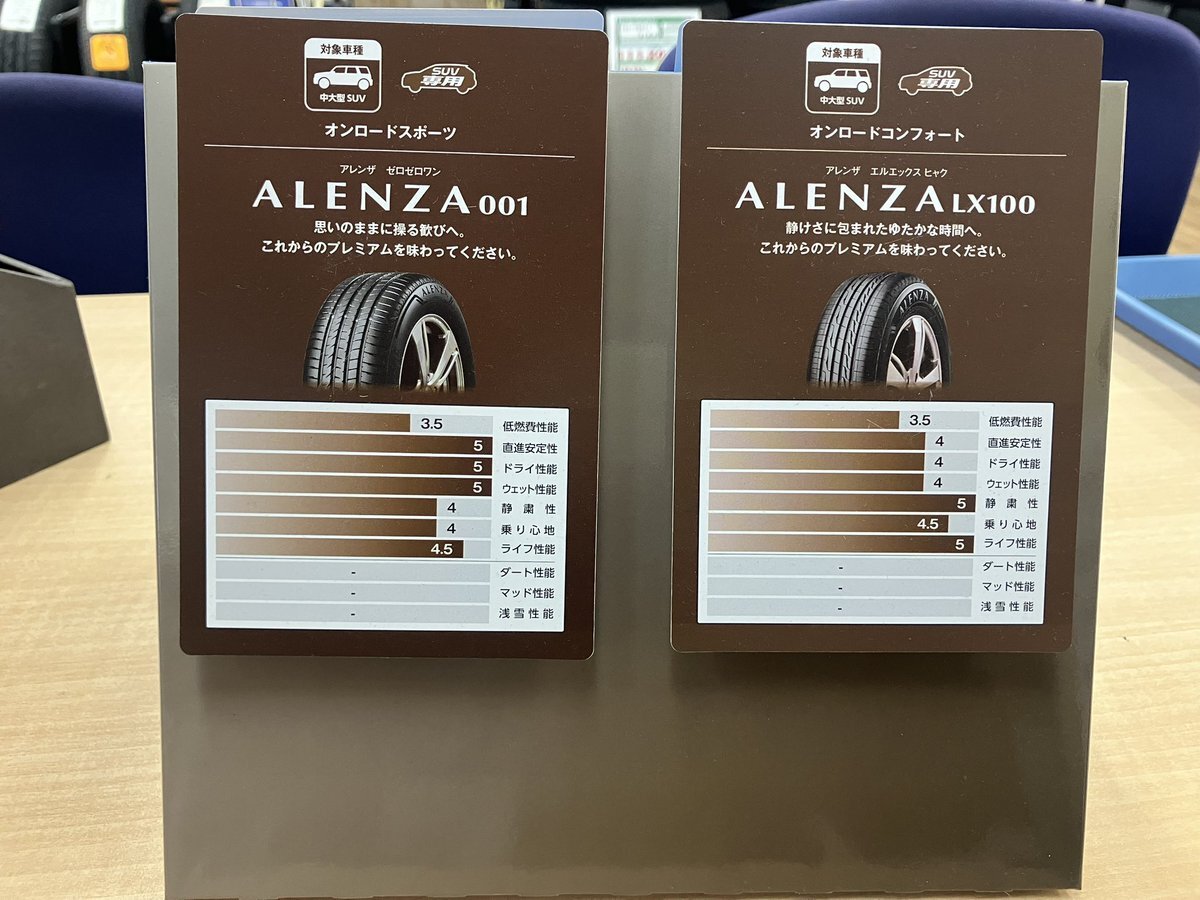 対象車種
中大型 SUV
SUV
専用
オンロードスポーツ
アレンザ ゼロゼロワン
ALENZA 001
思いのままに操る歓びへ。
これからのプレミアムを味わってください。
ALENZA
3.5 低燃費性能
5 直進安定性
5 ドライ性能
5 ウェット性能
4 静粛性
4 乗り心地
4.5 ライフ性能
- ダート性能
- マッド性能
- 浅雪性能
対象車種
中大型 SUV
SUV
専用
オンロードコンフォート
アレンザ エルエックス ヒャク
ALENZA LX100
静けさに包まれたゆたかな時間へ。
これからのプレミアムを味わってください。
ALENZA
3.5 低燃費性能
4 直進安定性
4 ドライ性能
4 ウェット性能
5 静粛性
4.5 乗り心地
5 ライフ性能
- ダート性能
- マッド性能
- 浅雪性能